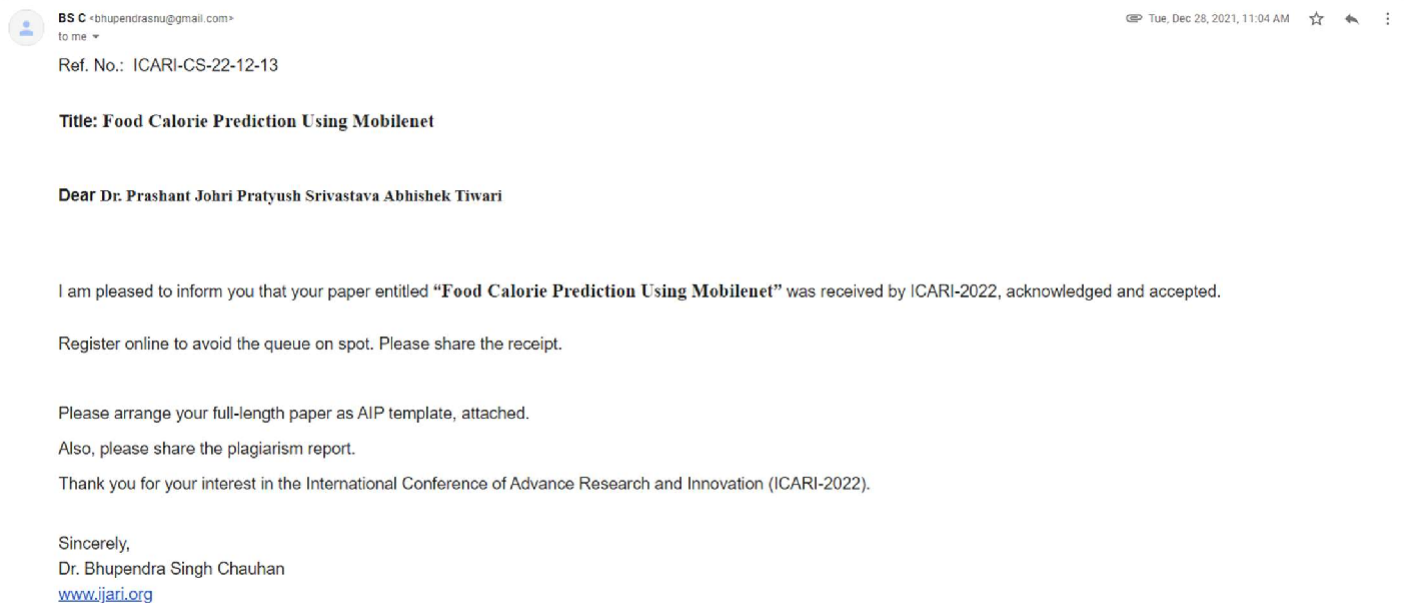 BS C <bhupendrasnu@gmail.com>
Tue, Dec 28, 2021, 11:04 AM
to me
Ref. No.: ICARI-CS-22-12-13
Title: Food Calorie Prediction Using Mobilenet
Dear Dr. Prashant Johri Pratyush Srivastava Abhishek Tiwari
I am pleased to inform you that your paper entitled “Food Calorie Prediction Using Mobilenet” was received by ICARI-2022, acknowledged and accepted.
Register online to avoid the queue on spot. Please share the receipt.
Please arrange your full-length paper as AIP template, attached.
Also, please share the plagiarism report.
Thank you for your interest in the International Conference of Advance Research and Innovation (ICARI-2022).
Sincerely,
Dr. Bhupendra Singh Chauhan
www.ijari.org